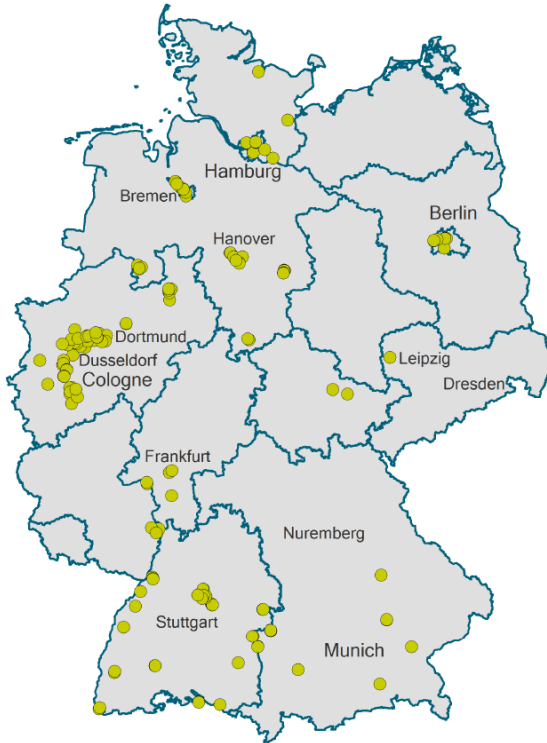 Hamburg
Bremen
Berlin
Hanover
Dortmund
Dusseldorf
Cologne
Leipzig
Dresden
Frankfurt
Nuremberg
Stuttgart
Munich